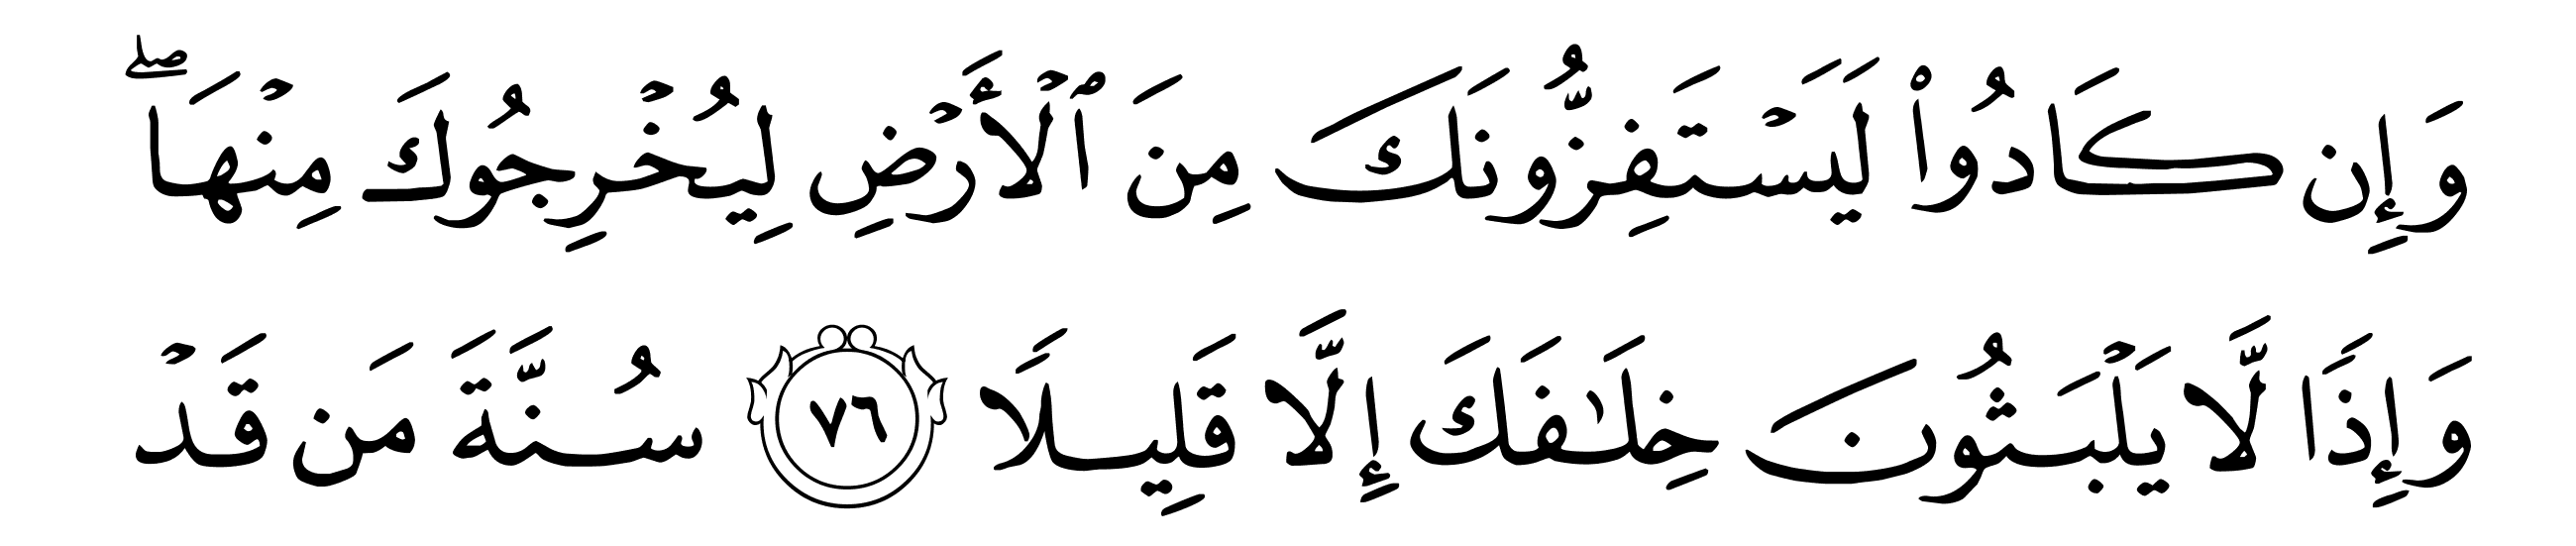 وَإِن كَادُوا۟ لَيَسْتَفِزُّونَكَ مِنَ ٱلْأَرْضِ لِيُخْرِجُوكَ مِنْهَا ۖ
وَإِذًا لَّا يَلْبَثُونَ خِلَـٰفَكَ إِلَّا قَلِيلًا ٧٦ سُنَّةَ مَن قَدْ